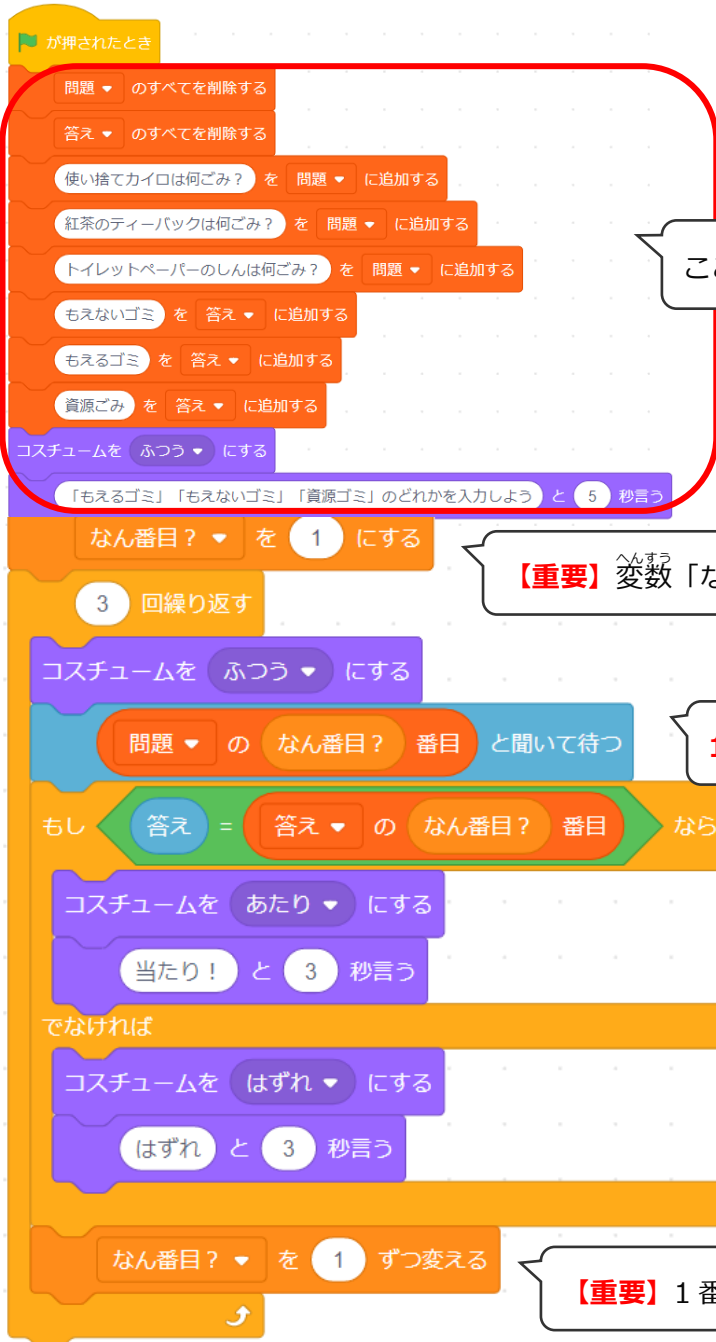 が押されたとき
問題 のすべてを削除する
答え のすべてを削除する
使い捨てカイロは何ごみ？ を 問題 に追加する
紅茶のティーバックは何ごみ？ を 問題 に追加する
トイレットペーパーのしんは何ごみ？ を 問題 に追加する
もえないゴミ を 答え に追加する
もえるゴミ を 答え に追加する
資源ごみ を 答え に追加する
コスチュームを ふつう にする
「もえるゴミ」「もえないゴミ」「資源ゴミ」のどれかを入力しよう と 5 秒言う
なん番目？ を 1 にする
へんすう
【重要】変数「な
3 回繰り返す
コスチュームを ふつう にする
問題 の なん番目？ 番目 と聞いて待つ
もし 答え = 答え の なん番目？ 番目 なら
コスチュームを あたり にする
当たり！ と 3 秒言う
でなければ
コスチュームを はずれ にする
はずれ と 3 秒言う
なん番目？ を 1 ずつ変える
【重要】１番